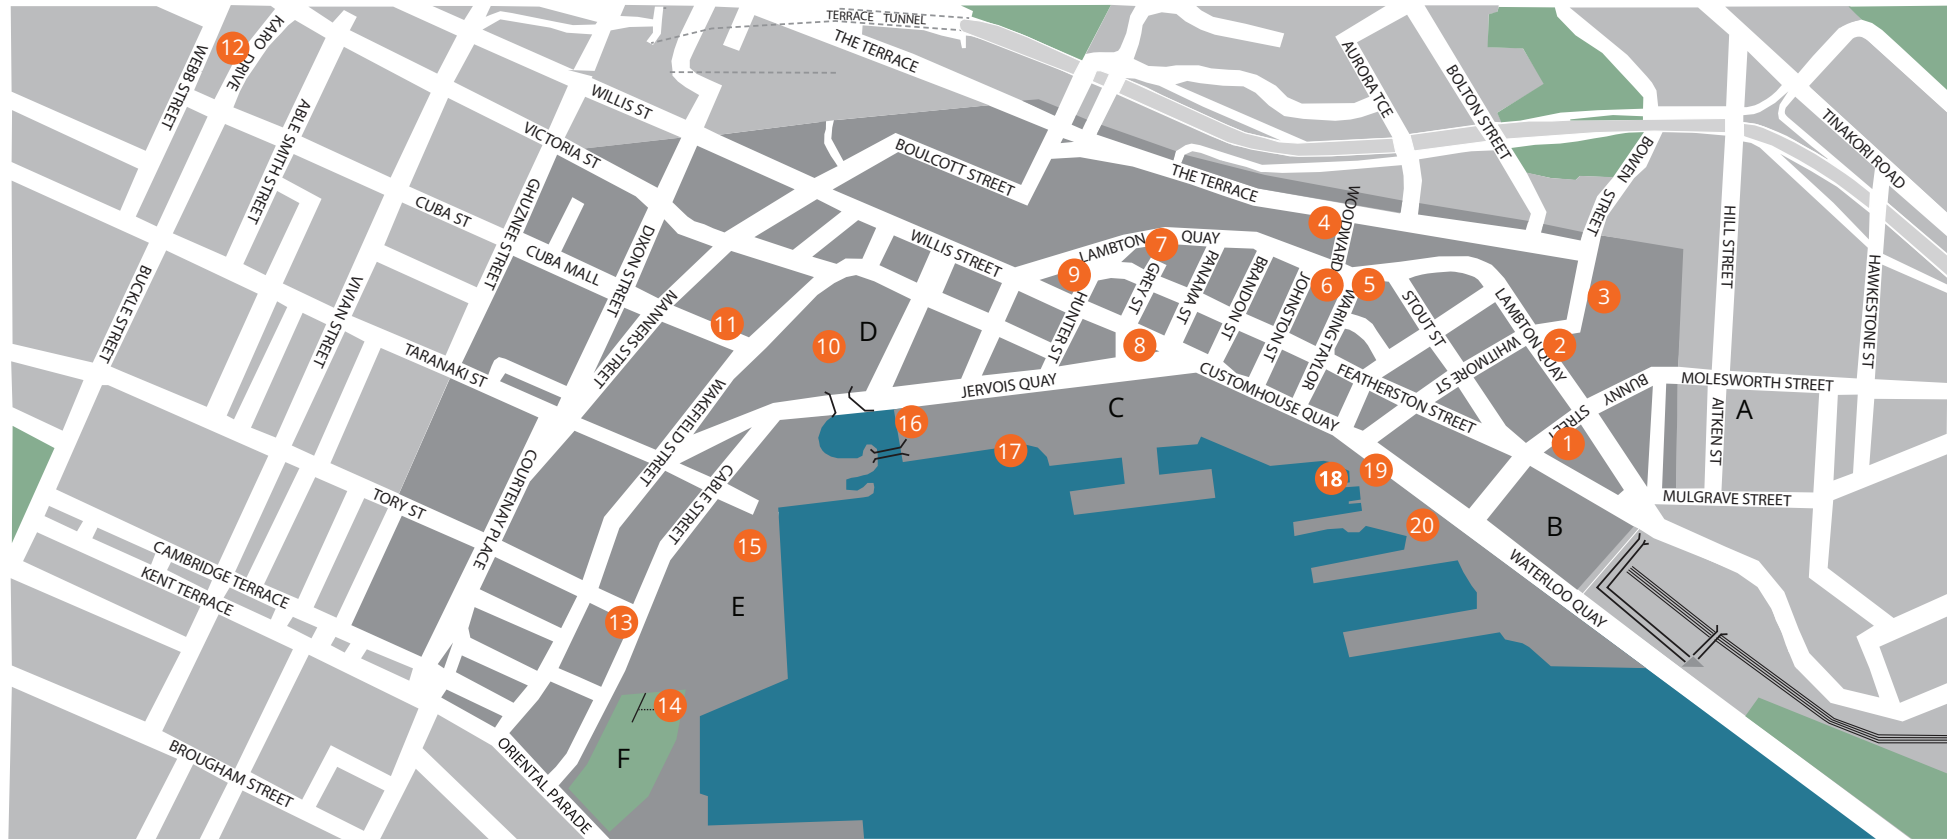 TERRACE TUNNEL
THE TERRACE
KARO DRIVE
12
WEBB STREET
ABLE SMITH STREET
WILLIS ST
VICTORIA ST
BOULCOTT STREET
AURORA TCE
BOLTON STREET
TINAKORI ROAD
BOWEN STREET
THE TERRACE
WOODWARD
4
HILL STREET
HAWKESTONE ST
CUBA ST
GHUZNEE STREET
CUBA MALL
DIXON STREET
WILLIS STREET
LAMBTON QUAY
7
9
GREY ST
PANAMA ST
BRANDON ST
JOHNSTON ST
6
5
WARING TAYLOR
STOUT ST
LAMBTON QUAY
3
2
BUCKLE STREET
VIVIAN STREET
MANNERS STREET
11
10
D
HUNTER ST
8
WHITMORE ST
FEATHERSTON STREET
BUNNY STREET
MOLESWORTH STREET
AITKEN ST
A
TARANAKI ST
WAKEFIELD STREET
JERVOIS QUAY
CUSTOMHOUSE QUAY
C
1
16
17
18
19
20
MULGRAVE STREET
B
WATERLOO QUAY
COURTENAY PLACE
CABLE STREET
TORY ST
15
E
CAMBRIDGE TERRACE
KENT TERRACE
13
14
F
ORIENTAL PARADE
BROUGHAM STREET